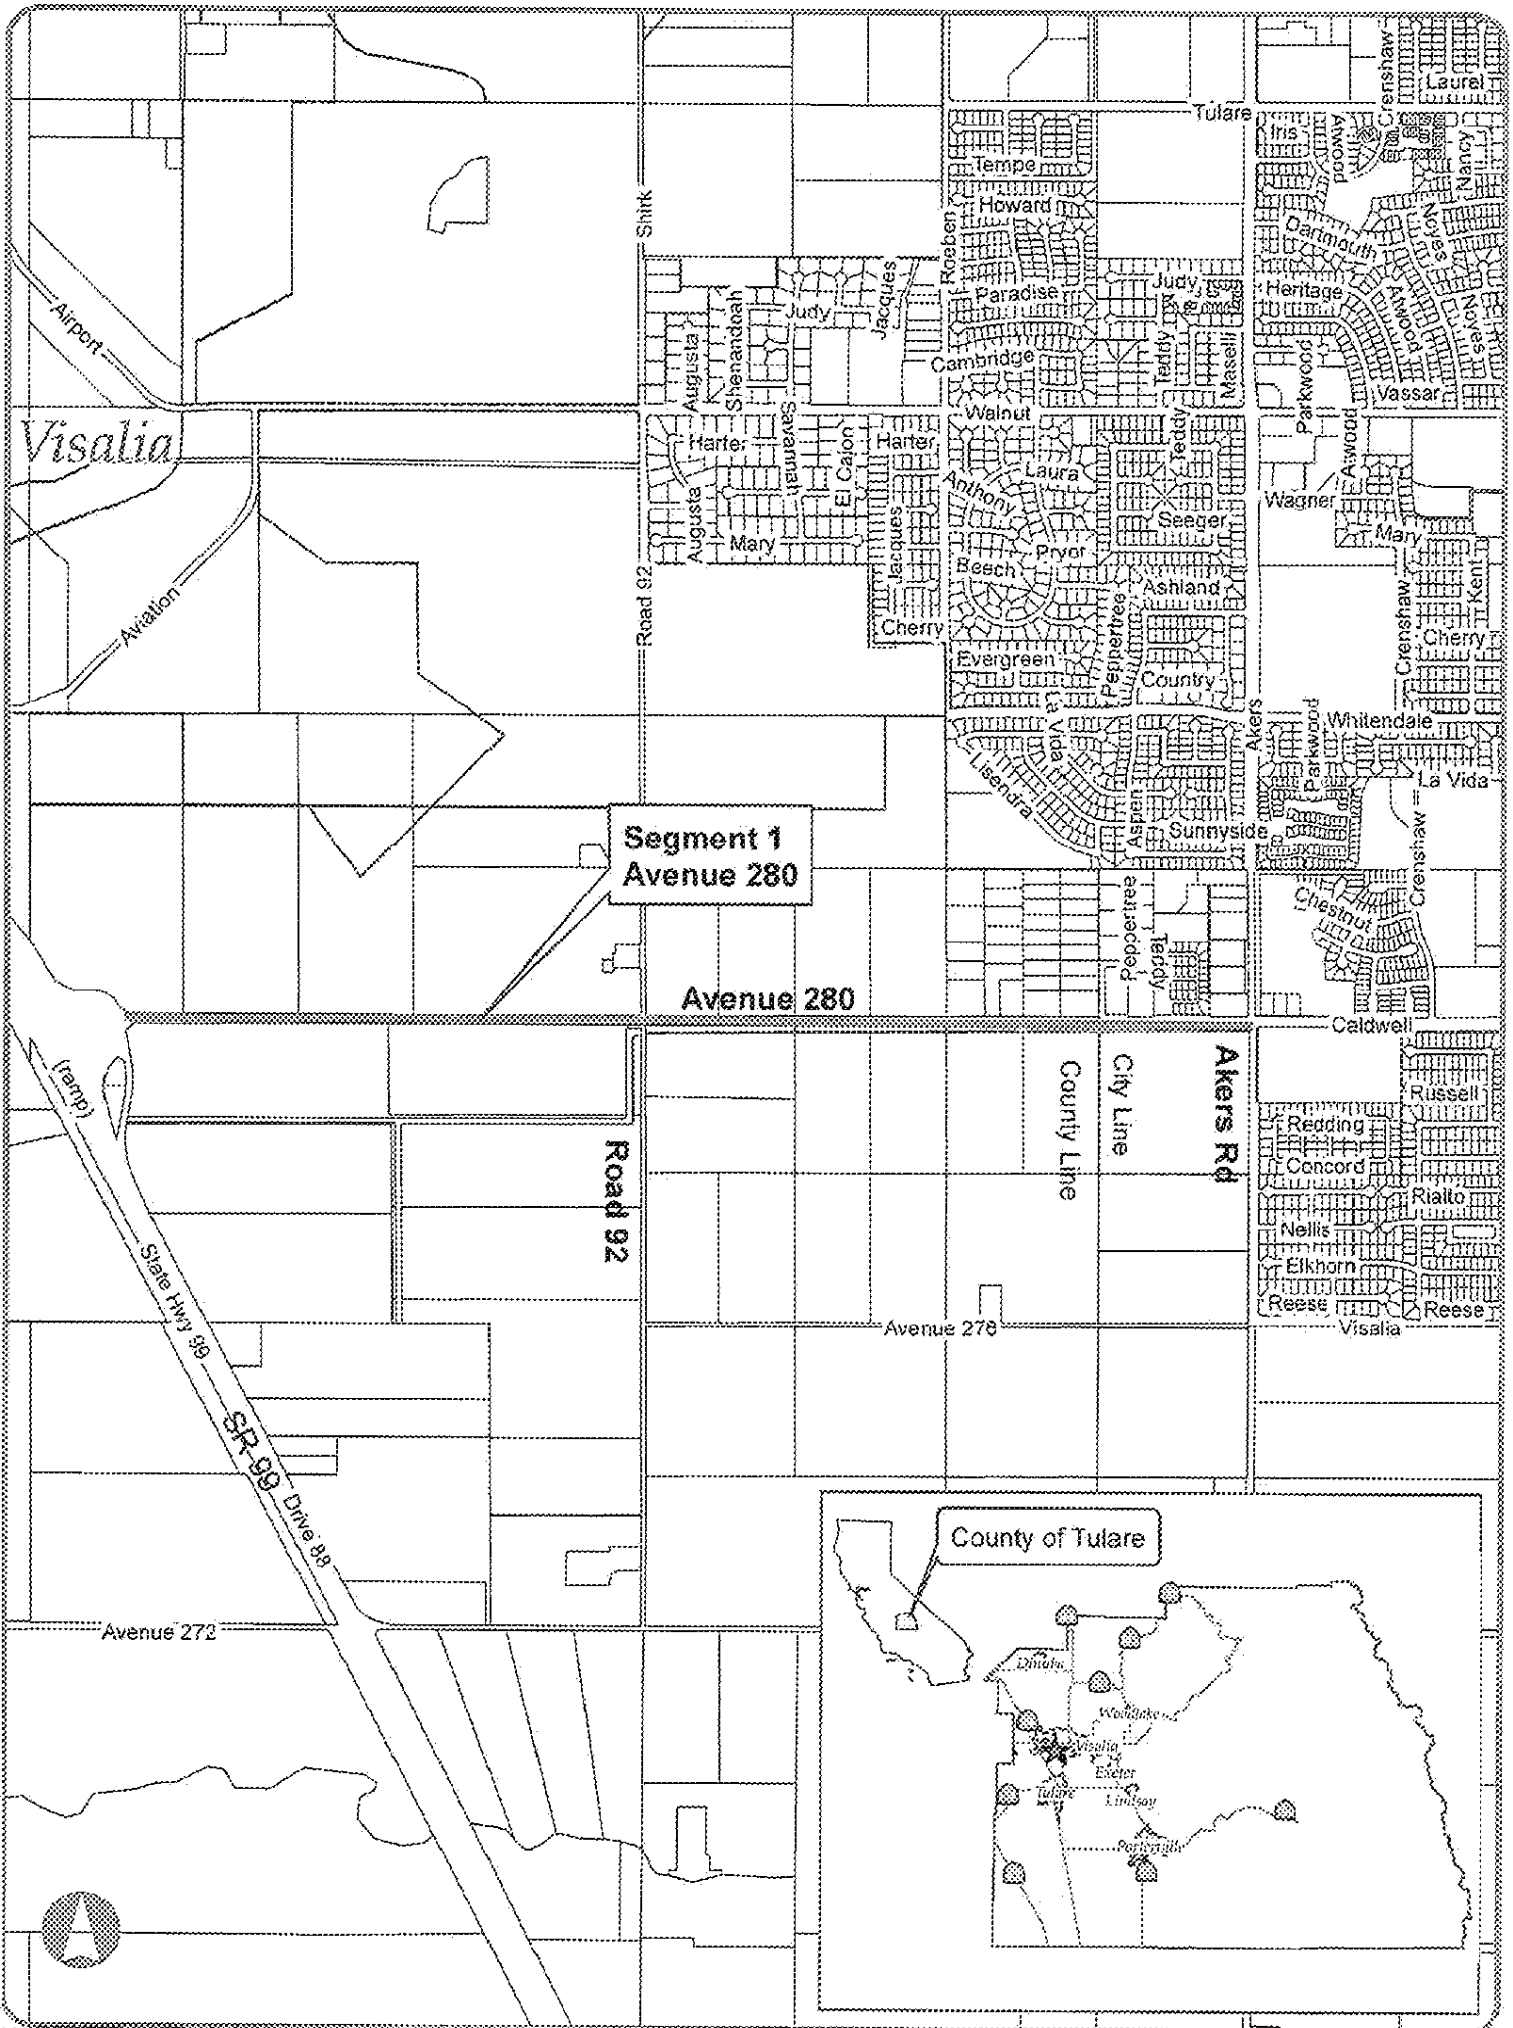 Crenshaw
Laurel
Tulare
Iris
Atwood
Nancy
Tempe
Howard
Shirk
Roeben
Noyes
Dartmouth
Jacques
Paradise
Judy
Heritage
Atwood
Noyes
Airport
Shenandoah
Judy
Augusta
Cambridge
Teddy
Maselli
Parkwood
Vassar
Walnut
Visalia
Harter
Savannah
El Cajon
Harter
Laura
Teddy
Atwood
Anthony
Wagner
Augusta
Seeger
Mary
Mary
Jacques
Pryor
Beech
Ashland
Kent
Aviation
Road 92
Cherry
Peppertree
Crenshaw
Cherry
Evergreen
Country
La Vida
Akers
Parkwood
Whitendale
Lisendra
La Vida
Aspen
Sunnyside
Segment 1
Avenue 280
Crenshaw
Peppertree
Teddy
Chestnut
Avenue 280
Caldwell
(ramp)
County Line
City Line
Akers Rd
Russell
Redding
Road 92
Concord
Rialto
Nellis
Elkhorn
State Hwy 99
Reese
Reese
Avenue 276
Visalia
SR 99
Drive 88
County of Tulare
Avenue 272
Dinuba
Woodlake
Visalia
Exeter
Tulare
Lindsay
Porterville